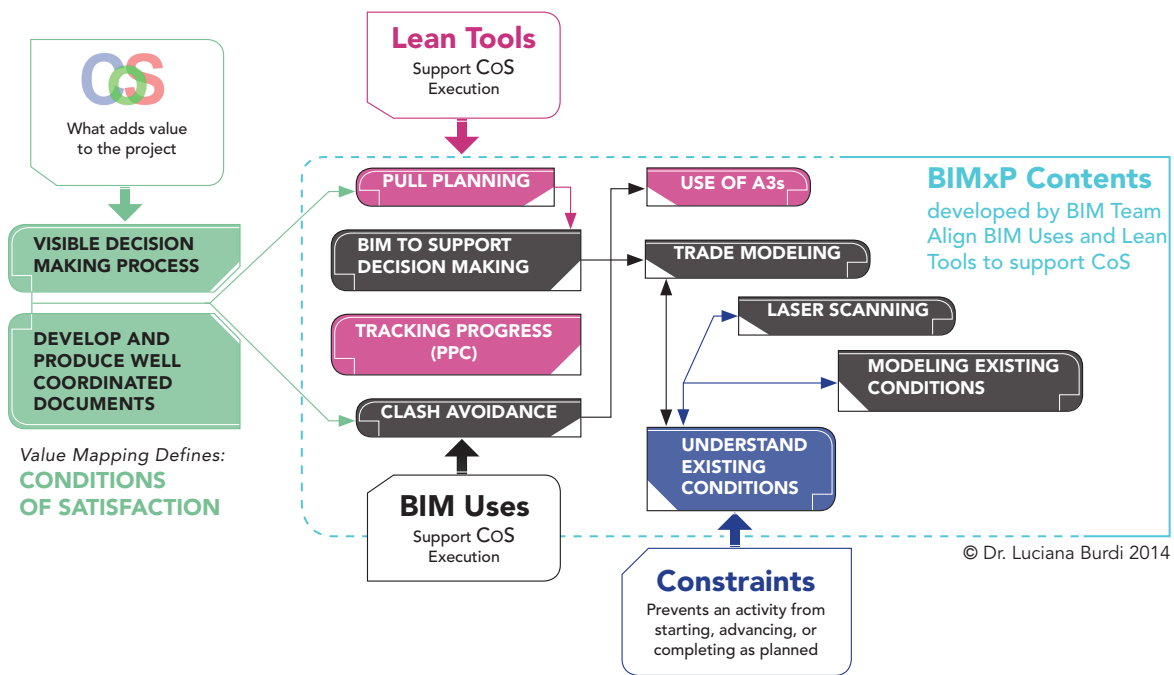 CoS
What adds value
to the project
Lean Tools
Support CoS
Execution
VISIBLE DECISION
MAKING PROCESS
DEVELOP AND
PRODUCE WELL
COORDINATED
DOCUMENTS
Value Mapping Defines:
CONDITIONS
OF SATISFACTION
PULL PLANNING
BIM TO SUPPORT
DECISION MAKING
TRACKING PROGRESS
(PPC)
CLASH AVOIDANCE
BIM Uses
Support CoS
Execution
USE OF A3s
TRADE MODELING
LASER SCANNING
MODELING EXISTING
CONDITIONS
UNDERSTAND
EXISTING
CONDITIONS
Constraints
Prevents an activity from
starting, advancing, or
completing as planned
BIMxP Contents
developed by BIM Team
Align BIM Uses and Lean
Tools to support CoS
© Dr. Luciana Burdi 2014